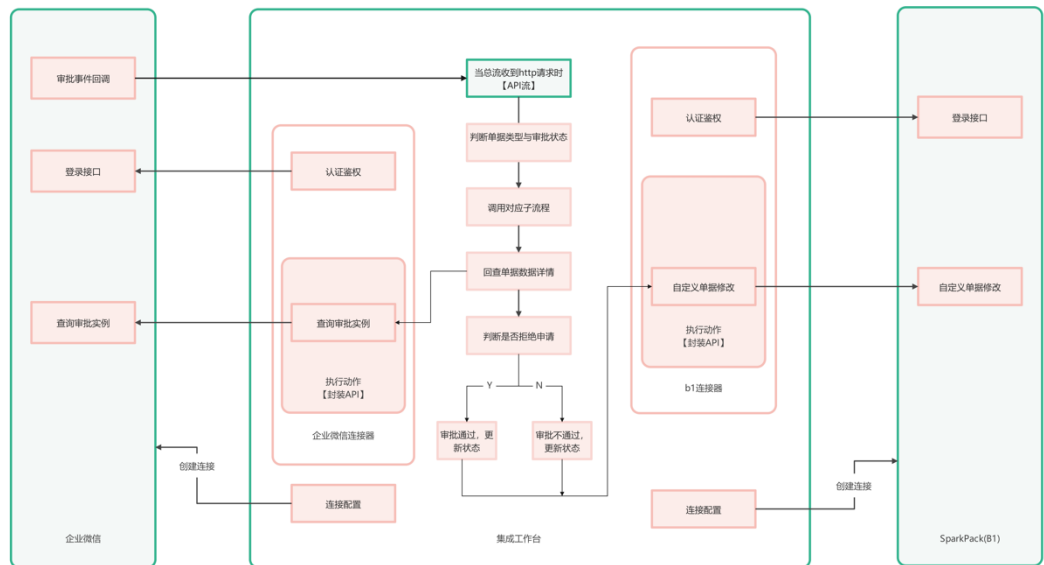 审批事件回调
登录接口
查询审批实例
创建连接
企业微信
认证鉴权
查询审批实例
执行动作
【封装API】
企业微信连接器
连接配置
当总流收到http请求时
【API流】
判断单据类型与审批状态
调用对应子流程
回查单据数据详情
判断是否拒绝申请
Y
N
审批通过，更
新状态
审批不通过，
更新状态
集成工作台
认证鉴权
自定义单据修改
执行动作
【封装API】
b1连接器
连接配置
创建连接
登录接口
自定义单据修改
SparkPack(B1)